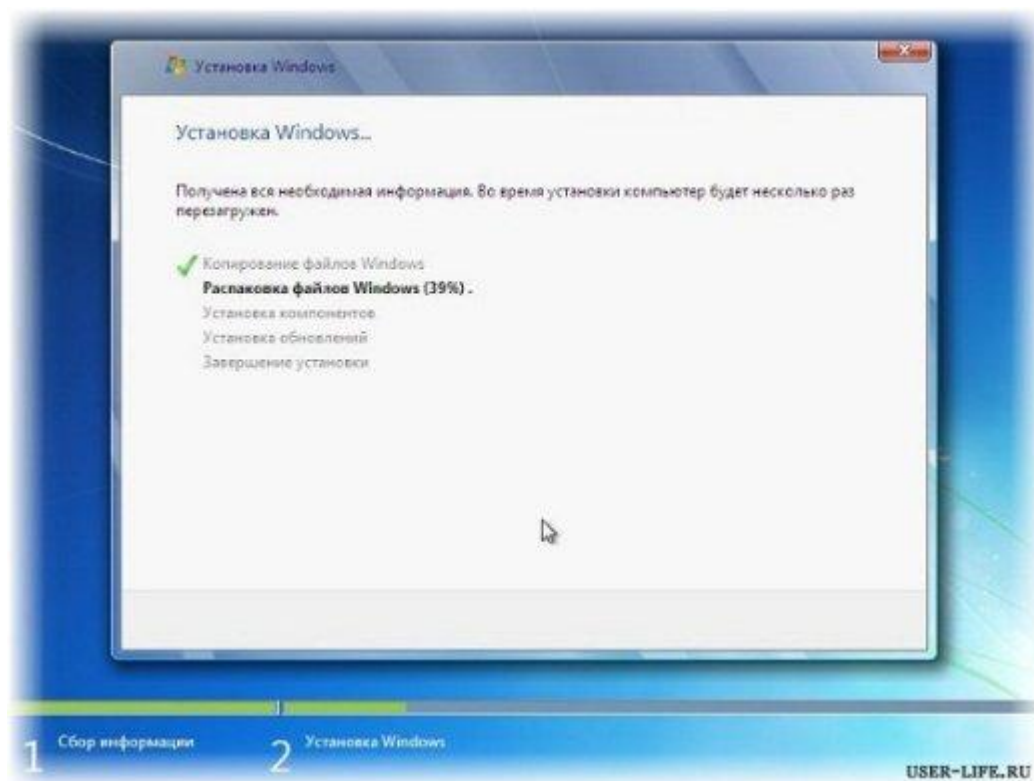 Установка Windows
Установка Windows...
Получена вся необходимая информация. Во время установки компьютер будет несколько раз
перезагружен.
Копирование файлов Windows
Распаковка файлов Windows (39%) .
Установка компонентов
Установка обновлений
Завершение установки
1 Сбор информации
2 Установка Windows
USER-LIFE.RU